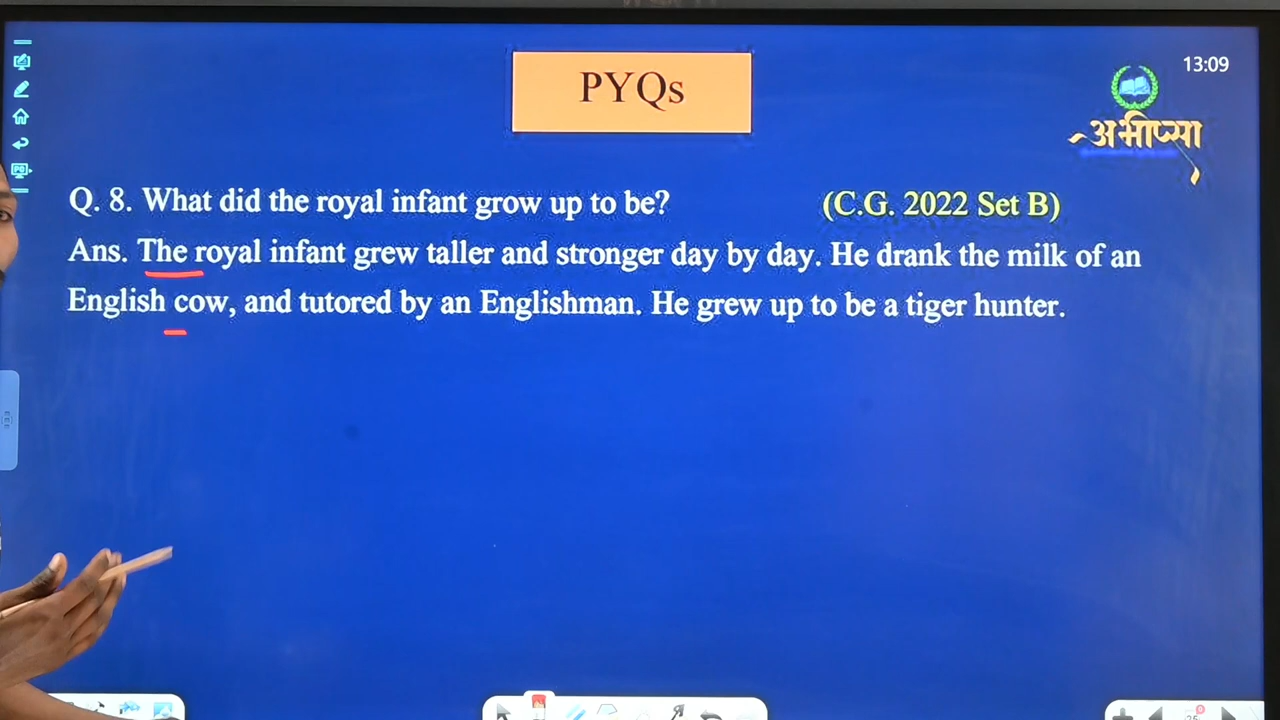 PYQs
13:09
अभीप्सा
Q. 8. What did the royal infant grow up to be? (C.G. 2022 Set B)
Ans. The royal infant grew taller and stronger day by day. He drank the milk of an
English cow, and tutored by an Englishman. He grew up to be a tiger hunter.